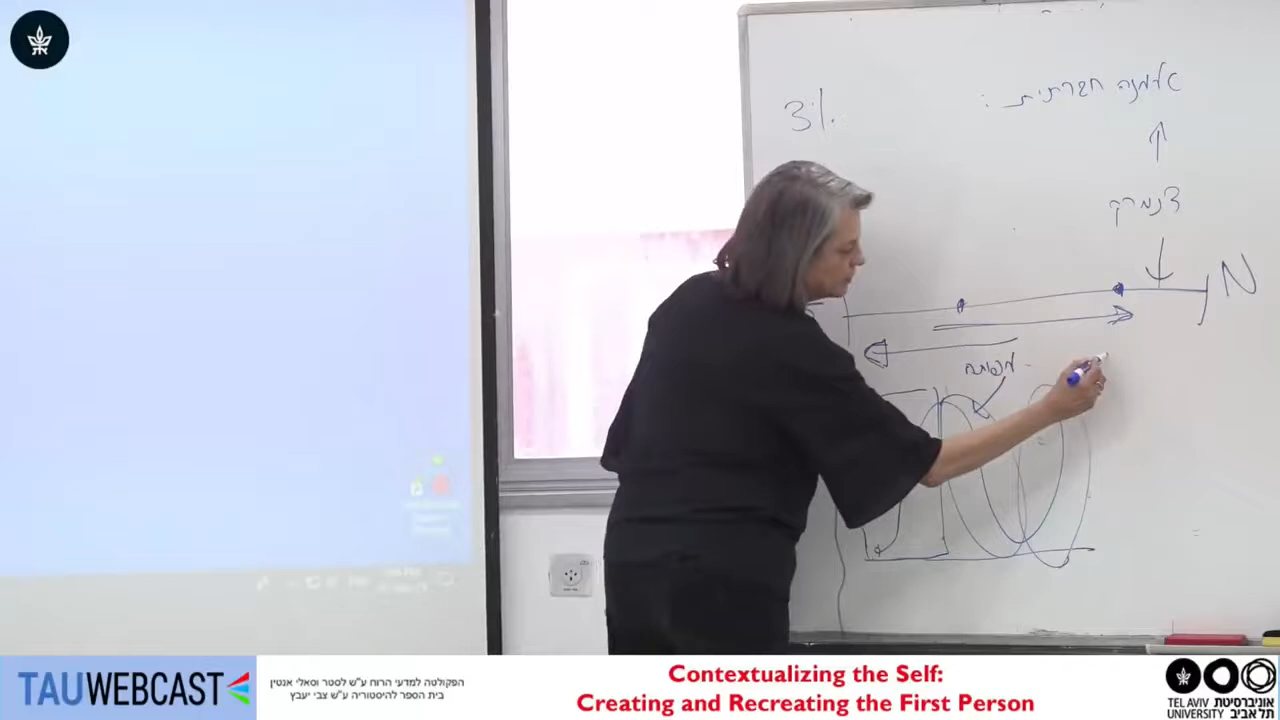 אמנה חברתית :
3%
דנמרק
N
TAUWEBCAST
הפקולטה למדעי הרוח ע"ש לסטר וסאלי אנטין
בית הספר להיסטוריה ע"ש צבי יעבץ
Contextualizing the Self:
Creating and Recreating the First Person
TEL AVIV UNIVERSITY
אוניברסיטת תל אביב